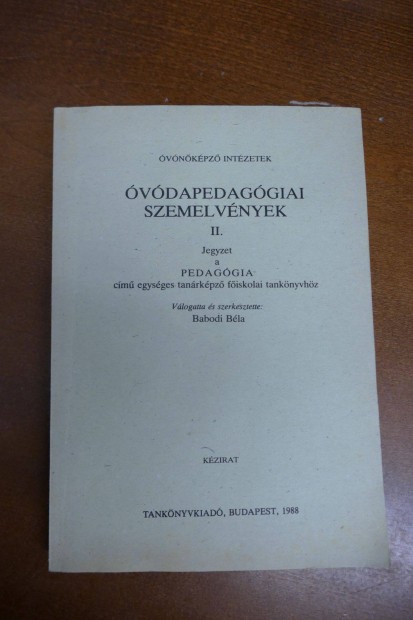 ÓVÓNŐKÉPZŐ INTÉZETEK
ÓVÓDAPEDAGÓGIAI
SZEMELVÉNYEK
II.
Jegyzet
a
PEDAGÓGIA
című egységes tanárképző főiskolai tankönyvhöz
Válogatta és szerkesztette:
Babodi Béla
KÉZIRAT
TANKÖNYVKIADÓ, BUDAPEST, 1988